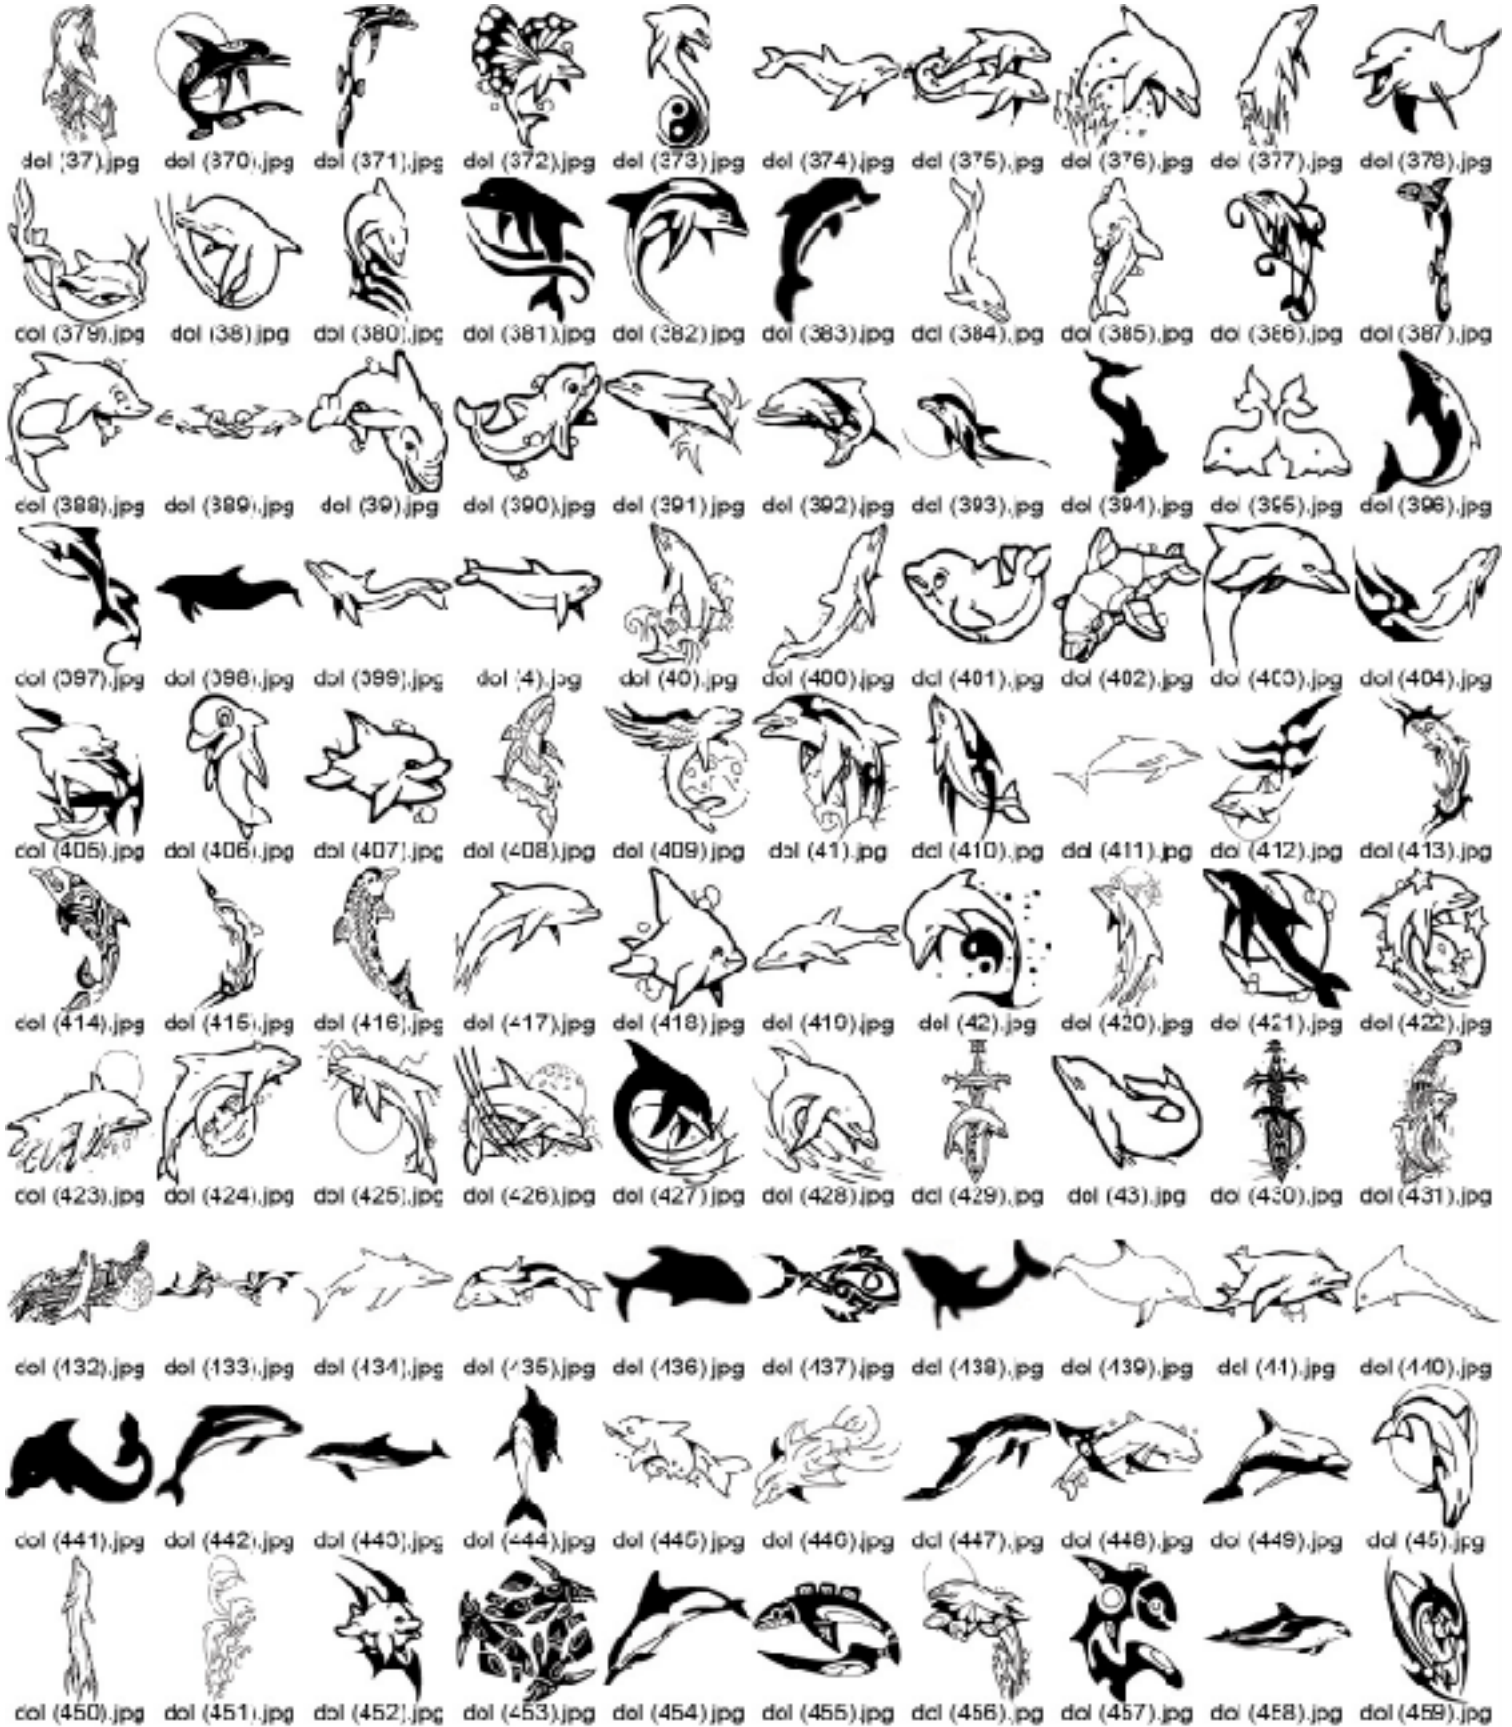 dol (37).jpg dol (370).jpg dol (371).jpg dol (372).jpg dol (373).jpg dol (374).jpg dol (375).jpg dol (376).jpg dol (377).jpg dol (378).jpg
dol (379).jpg dol (38).jpg dol (380).jpg dol (381).jpg dol (382).jpg dol (383).jpg dol (384).jpg dol (385).jpg dol (386).jpg dol (387).jpg
dol (388).jpg dol (389).jpg dol (39).jpg dol (390).jpg dol (391).jpg dol (392).jpg dol (393).jpg dol (394).jpg dol (395).jpg dol (396).jpg
dol (397).jpg dol (398).jpg dol (399).jpg dol (4).jpg dol (40).jpg dol (400).jpg dol (401).jpg dol (402).jpg dol (403).jpg dol (404).jpg
dol (405).jpg dol (406).jpg dol (407).jpg dol (408).jpg dol (409).jpg dol (41).jpg dol (410).jpg dol (411).jpg dol (412).jpg dol (413).jpg
dol (414).jpg dol (415).jpg dol (416).jpg dol (417).jpg dol (418).jpg dol (419).jpg dol (42).jpg dol (420).jpg dol (421).jpg dol (422).jpg
dol (423).jpg dol (424).jpg dol (425).jpg dol (426).jpg dol (427).jpg dol (428).jpg dol (429).jpg dol (43).jpg dol (430).jpg dol (431).jpg
dol (432).jpg dol (433).jpg dol (434).jpg dol (435).jpg dol (436).jpg dol (437).jpg dol (438).jpg dol (439).jpg dol (44).jpg dol (440).jpg
dol (441).jpg dol (442).jpg dol (443).jpg dol (444).jpg dol (445).jpg dol (446).jpg dol (447).jpg dol (448).jpg dol (449).jpg dol (45).jpg
dol (450).jpg dol (451).jpg dol (452).jpg dol (453).jpg dol (454).jpg dol (455).jpg dol (456).jpg dol (457).jpg dol (458).jpg dol (459).jpg